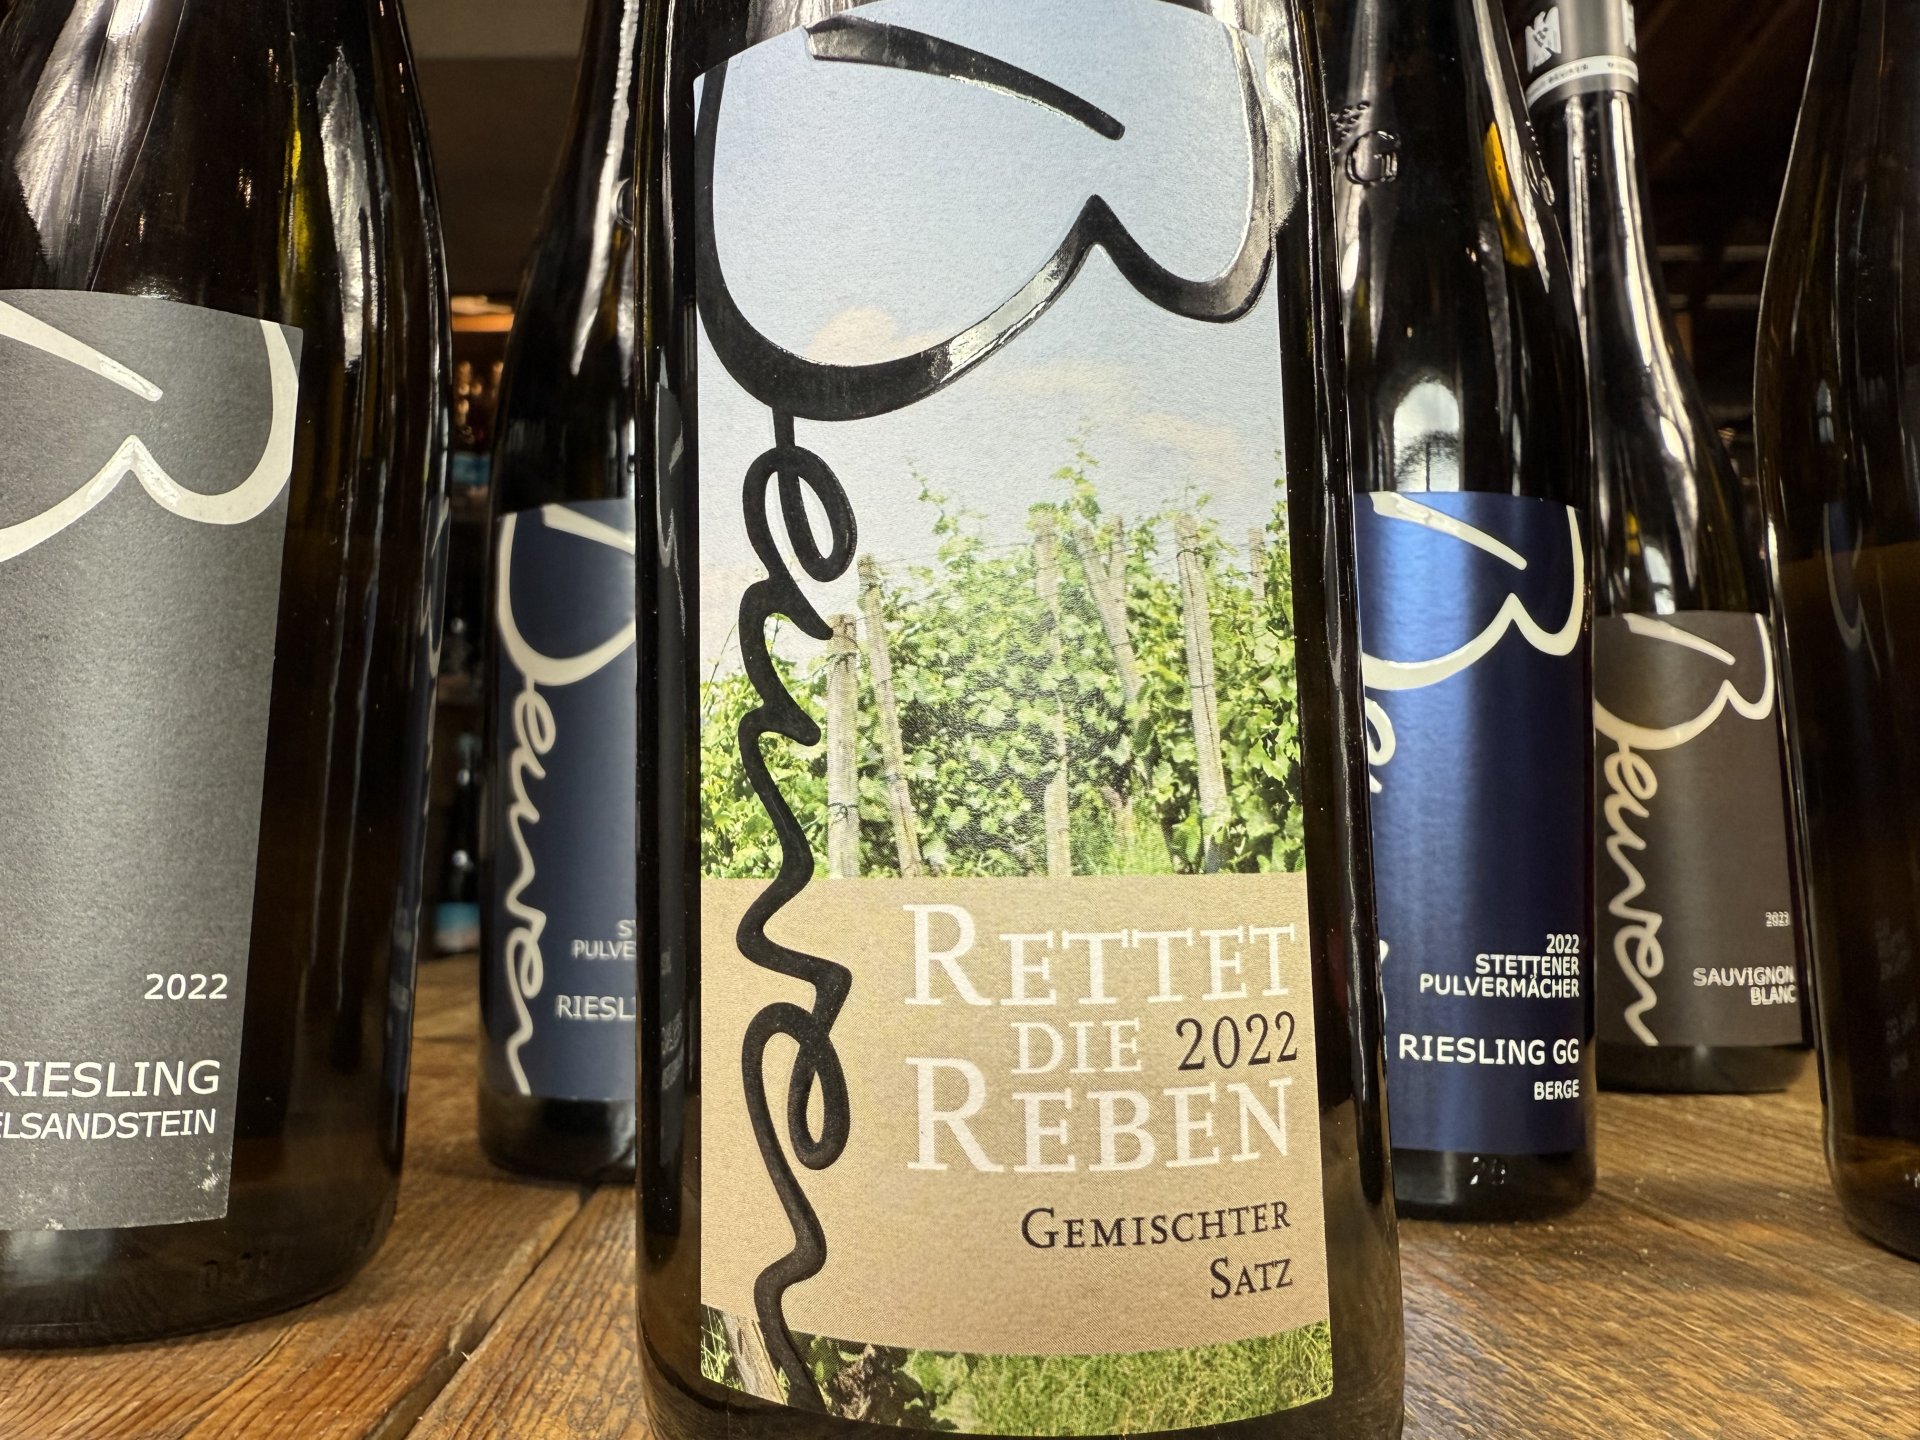 Beurer
2022
RIESLING
ELSANDSTEIN
Beurer
RIESL
Beurer
RETTET
DIE 2022
REBEN
GEMISCHTER
SATZ
2022
STETTENER
PULVERMÄCHER
RIESLING GG
BERGE
Beurer
SAUVIGNON
BLANC